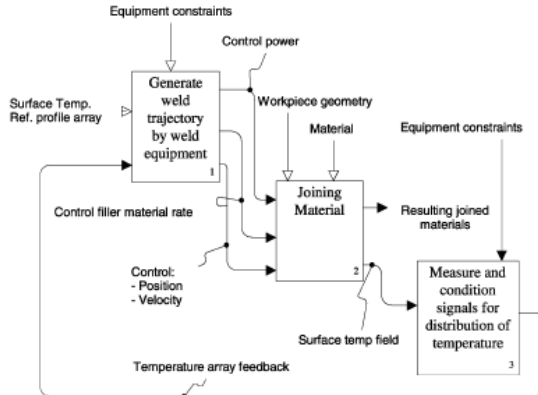 Equipment constraints
Control power
Generate
weld
trajectory
by weld
equipment
1
Surface Temp.
Ref. profile array
Workpiece geometry
Material
Equipment constraints
Joining
Material
2
Resulting joined
materials
Control filler material rate
Control:
- Position
- Velocity
Surface temp field
Measure and
condition
signals for
distribution of
temperature
3
Temperature array feedback